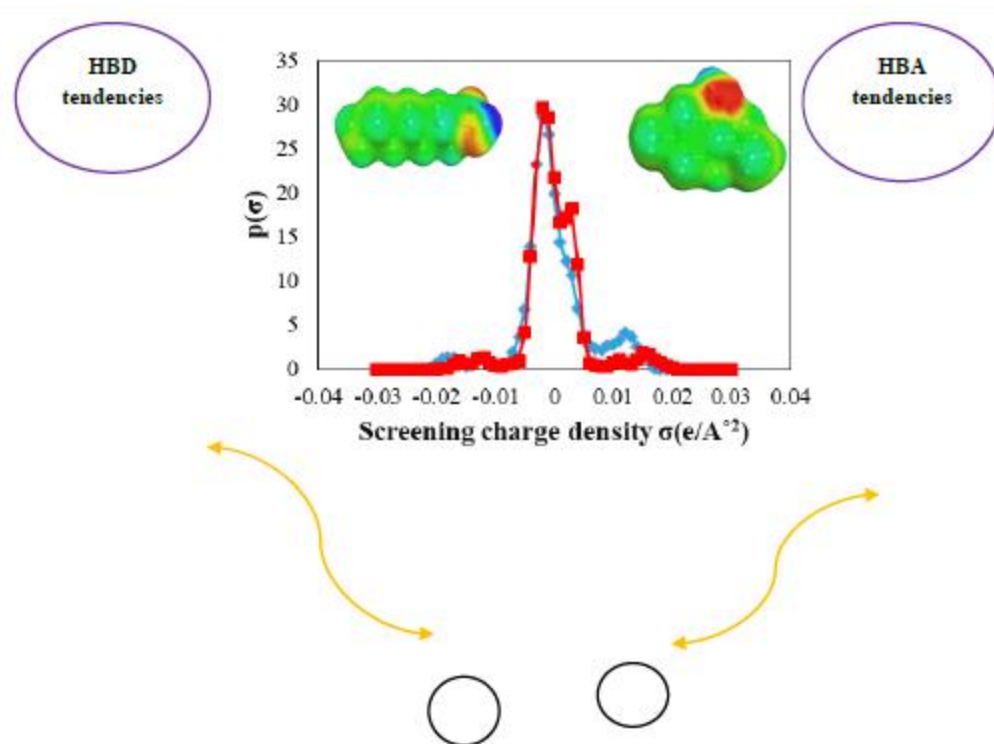 HBD
tendencies
HBA
tendencies
35
30
25
20
15
10
5
0
p(σ)
-0.04 -0.03 -0.02 -0.01 0 0.01 0.02 0.03 0.04
Screening charge density σ(e/A°2)